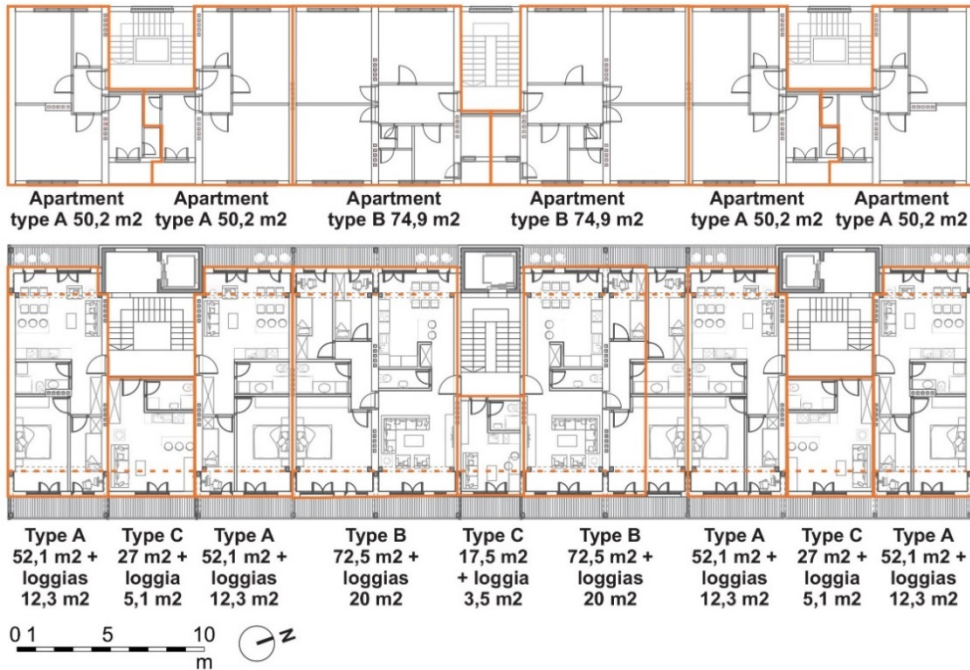 Apartment type A 50,2 m2
Apartment type A 50,2 m2
Apartment type B 74,9 m2
Apartment type B 74,9 m2
Apartment type A 50,2 m2
Apartment type A 50,2 m2
Type A 52,1 m2 + loggias 12,3 m2
Type C 27 m2 + loggia 5,1 m2
Type A 52,1 m2 + loggias 12,3 m2
Type B 72,5 m2 + loggias 20 m2
Type C 17,5 m2 + loggia 3,5 m2
Type B 72,5 m2 + loggias 20 m2
Type A 52,1 m2 + loggias 12,3 m2
Type C 27 m2 + loggia 5,1 m2
Type A 52,1 m2 + loggias 12,3 m2
0 1 5 10
m
N